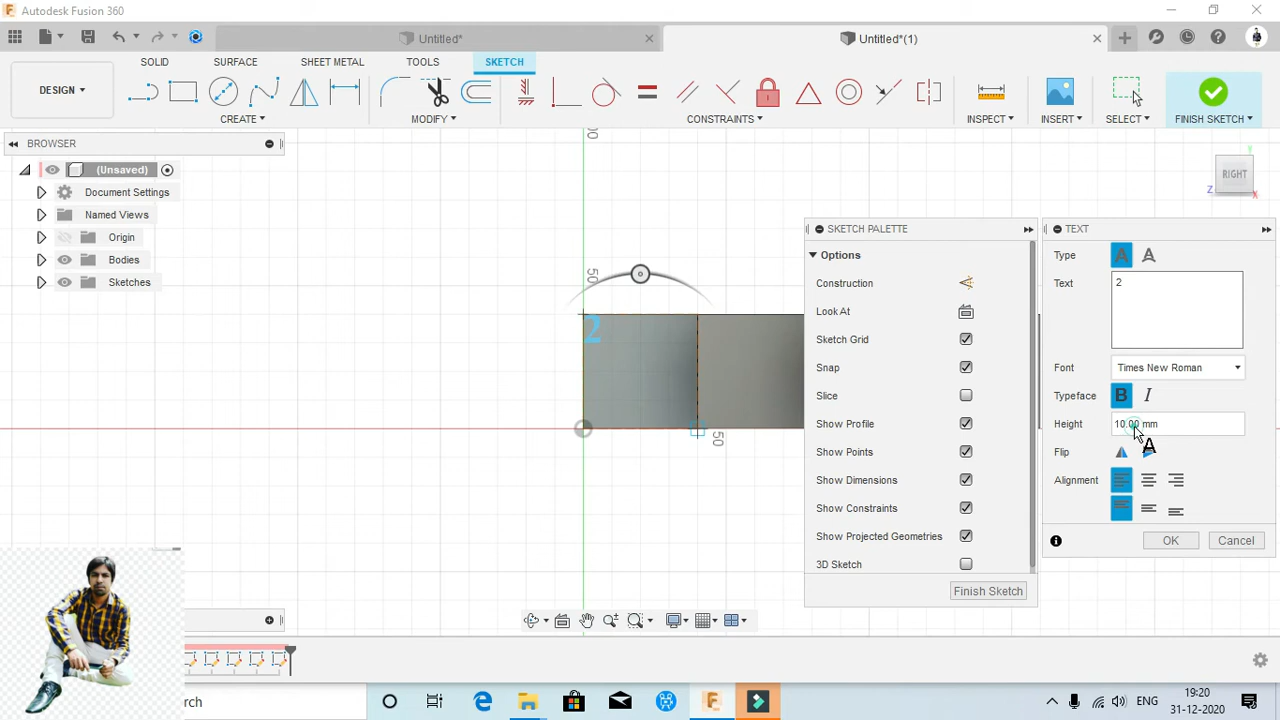 Autodesk Fusion 360
Untitled*
Untitled*(1)
SOLID
SURFACE
SHEET METAL
TOOLS
SKETCH
DESIGN
CREATE
MODIFY
CONSTRAINTS
INSPECT
INSERT
SELECT
FINISH SKETCH
BROWSER
(Unsaved)
Document Settings
Named Views
Origin
Bodies
Sketches
RIGHT
Y
Z
X
00
50
2
50
SKETCH PALETTE
Options
Construction
Look At
Sketch Grid
Snap
Slice
Show Profile
Show Points
Show Dimensions
Show Constraints
Show Projected Geometries
3D Sketch
Finish Sketch
TEXT
Type
Text
2
Font
Times New Roman
Typeface
B I
Height
10.00 mm
Flip
Alignment
OK
Cancel
rch
ENG
19:20
31-12-2020